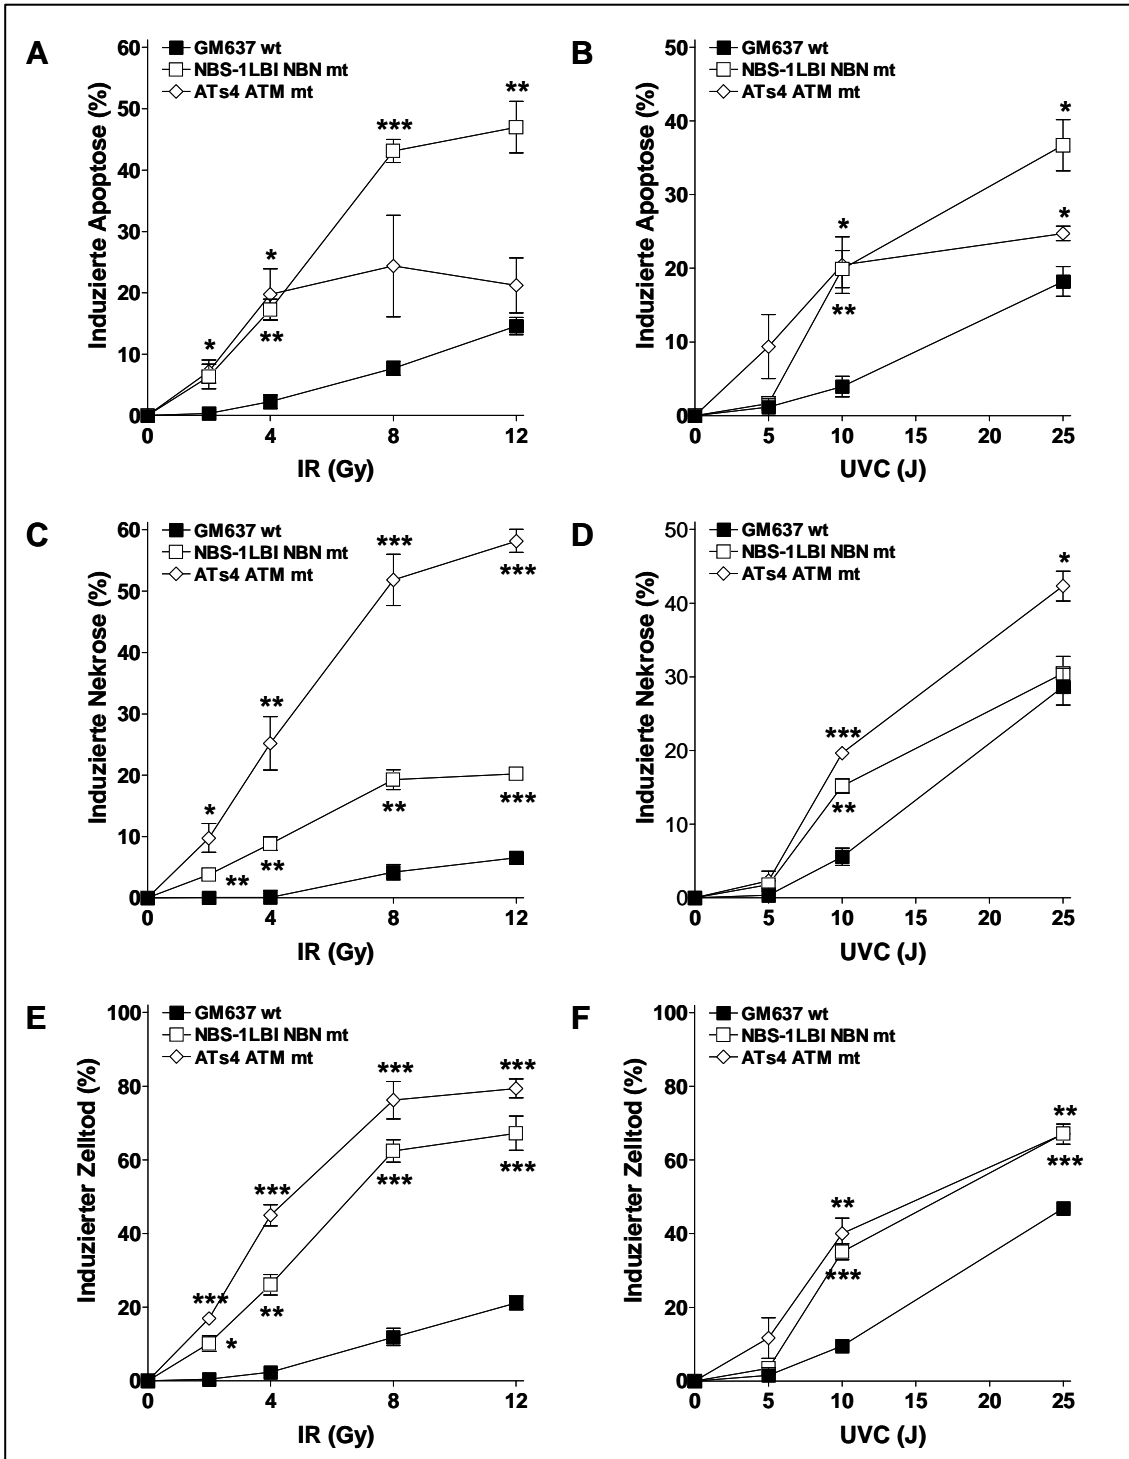 A
Induzierte Apoptose (%)
GM637 wt
NBS-1LBI NBN mt
ATs4 ATM mt
60
50
40
30
20
10
0
* * ** *** **
0 4 8 12
IR (Gy)
B
Induzierte Apoptose (%)
GM637 wt
NBS-1LBI NBN mt
ATs4 ATM mt
50
40
30
20
10
0
* ** * *
0 5 10 15 20 25
UVC (J)
C
Induzierte Nekrose (%)
GM637 wt
NBS-1LBI NBN mt
ATs4 ATM mt
60
50
40
30
20
10
0
* ** ** ** *** ** *** ***
0 4 8 12
IR (Gy)
D
Induzierte Nekrose (%)
GM637 wt
NBS-1LBI NBN mt
ATs4 ATM mt
50
40
30
20
10
0
*** ** *
0 5 10 15 20 25
UVC (J)
E
Induzierter Zelltod (%)
GM637 wt
NBS-1LBI NBN mt
ATs4 ATM mt
100
80
60
40
20
0
*** * *** ** *** *** *** ***
0 4 8 12
IR (Gy)
F
Induzierter Zelltod (%)
GM637 wt
NBS-1LBI NBN mt
ATs4 ATM mt
100
80
60
40
20
0
** *** ** ***
0 5 10 15 20 25
UVC (J)